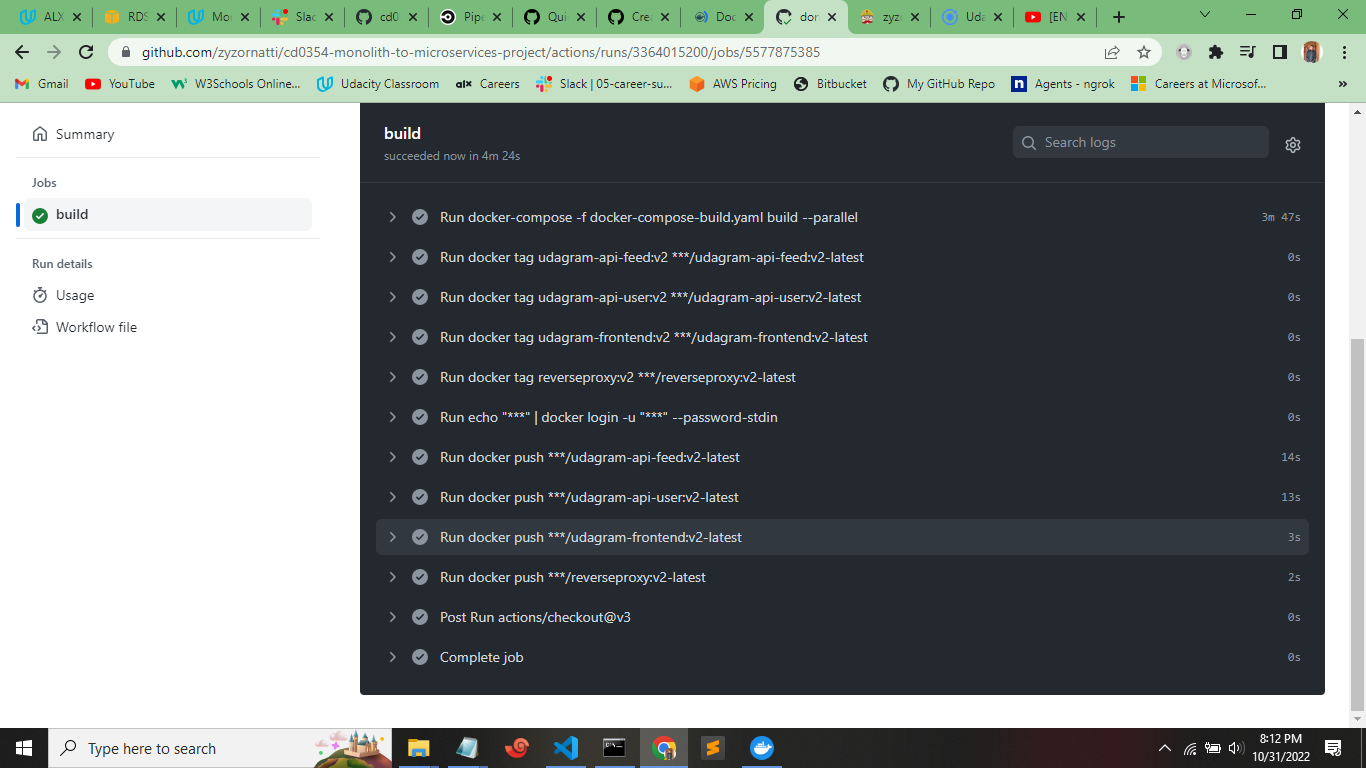 ALX
RDS
Mor
Slac
cd0
Pipe
Qui
Crea
Doc
dor
zyzo
Uda
[EN
github.com/zyzornatti/cd0354-monolith-to-microservices-project/actions/runs/3364015200/jobs/5577875385
Gmail
YouTube
W3Schools Online...
Udacity Classroom
Careers
Slack | 05-career-su...
AWS Pricing
Bitbucket
My GitHub Repo
Agents - ngrok
Careers at Microsof...
Summary
Jobs
build
Run details
Usage
Workflow file
build
succeeded now in 4m 24s
Search logs
Run docker-compose -f docker-compose-build.yaml build --parallel 3m 47s
Run docker tag udagram-api-feed:v2 ***/udagram-api-feed:v2-latest 0s
Run docker tag udagram-api-user:v2 ***/udagram-api-user:v2-latest 0s
Run docker tag udagram-frontend:v2 ***/udagram-frontend:v2-latest 0s
Run docker tag reverseproxy:v2 ***/reverseproxy:v2-latest 0s
Run echo "***" | docker login -u "***" --password-stdin 0s
Run docker push ***/udagram-api-feed:v2-latest 14s
Run docker push ***/udagram-api-user:v2-latest 13s
Run docker push ***/udagram-frontend:v2-latest 3s
Run docker push ***/reverseproxy:v2-latest 2s
Post Run actions/checkout@v3 0s
Complete job 0s
Type here to search
8:12 PM
10/31/2022